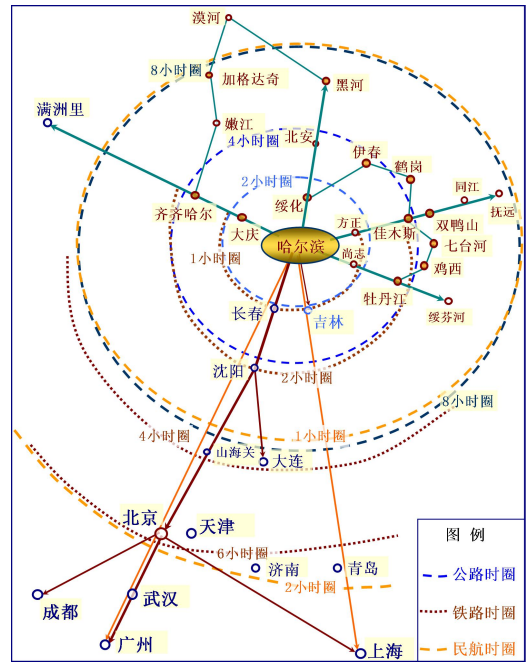 漠河
8小时圈
加格达奇
黑河
满洲里
嫩江
4小时圈
北安
伊春
鹤岗
2小时圈
同江
抚远
齐齐哈尔
绥化
方正
佳木斯
双鸭山
大庆
哈尔滨
七台河
1小时圈
尚志
鸡西
牡丹江
绥芬河
长春
吉林
沈阳
2小时圈
8小时圈
4小时圈
1小时圈
山海关
大连
北京
天津
图 例
6小时圈
济南
青岛
公路时圈
2小时圈
成都
武汉
铁路时圈
广州
上海
民航时圈